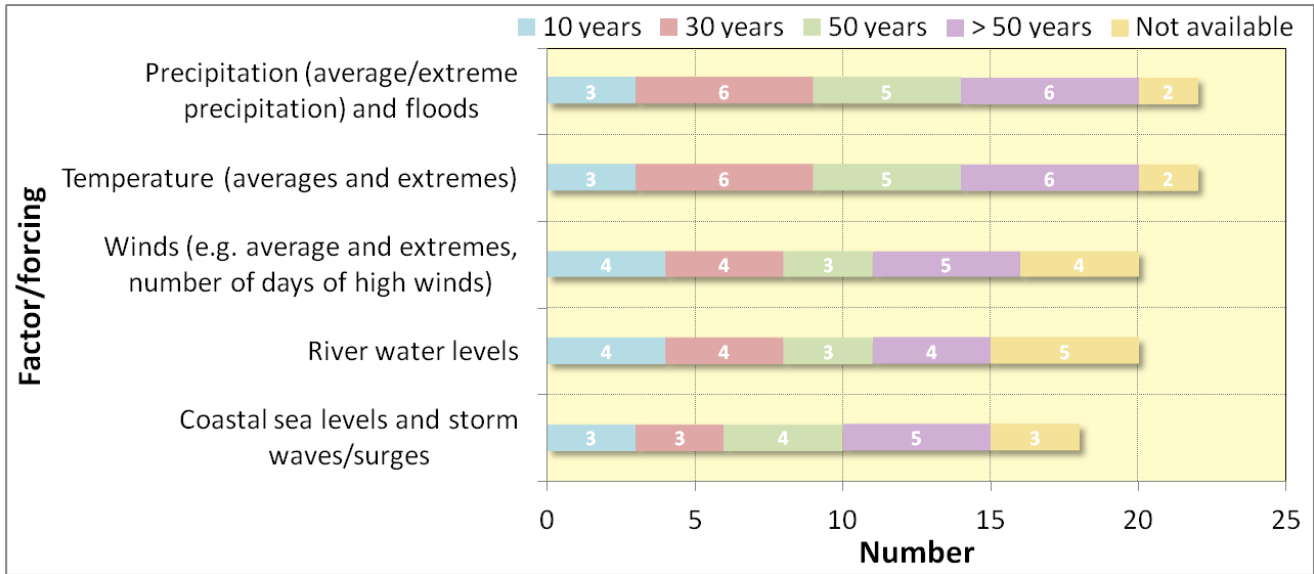 10 years 30 years 50 years > 50 years Not available
Precipitation (average/extreme
precipitation) and floods
3 6 5 6 2
Temperature (averages and extremes)
3 6 5 6 2
Winds (e.g. average and extremes,
number of days of high winds)
4 4 3 5 4
River water levels
4 4 3 4 5
Coastal sea levels and storm
waves/surges
3 3 4 5 3
Factor/forcing
0 5 10 15 20 25
Number